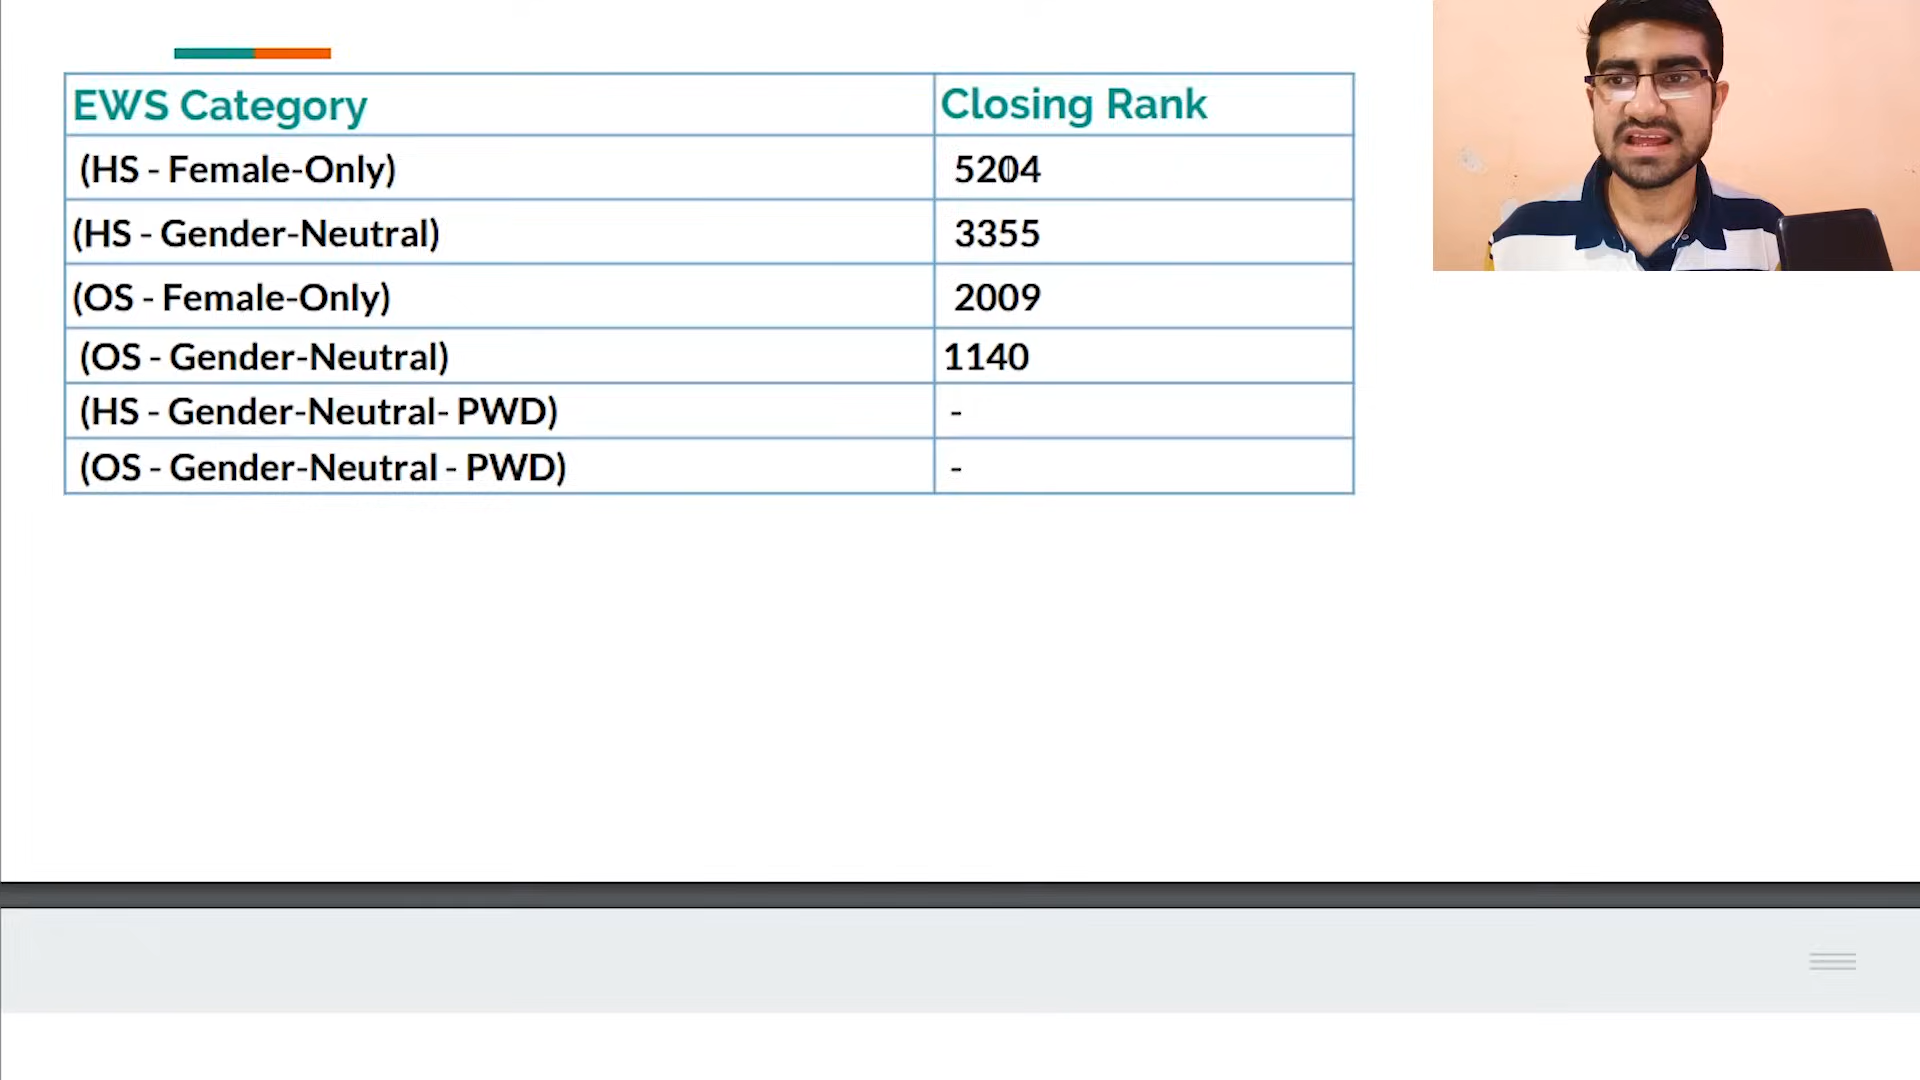 EWS Category Closing Rank
(HS - Female-Only) 5204
(HS - Gender-Neutral) 3355
(OS - Female-Only) 2009
(OS - Gender-Neutral) 1140
(HS - Gender-Neutral- PWD) -
(OS - Gender-Neutral - PWD) -